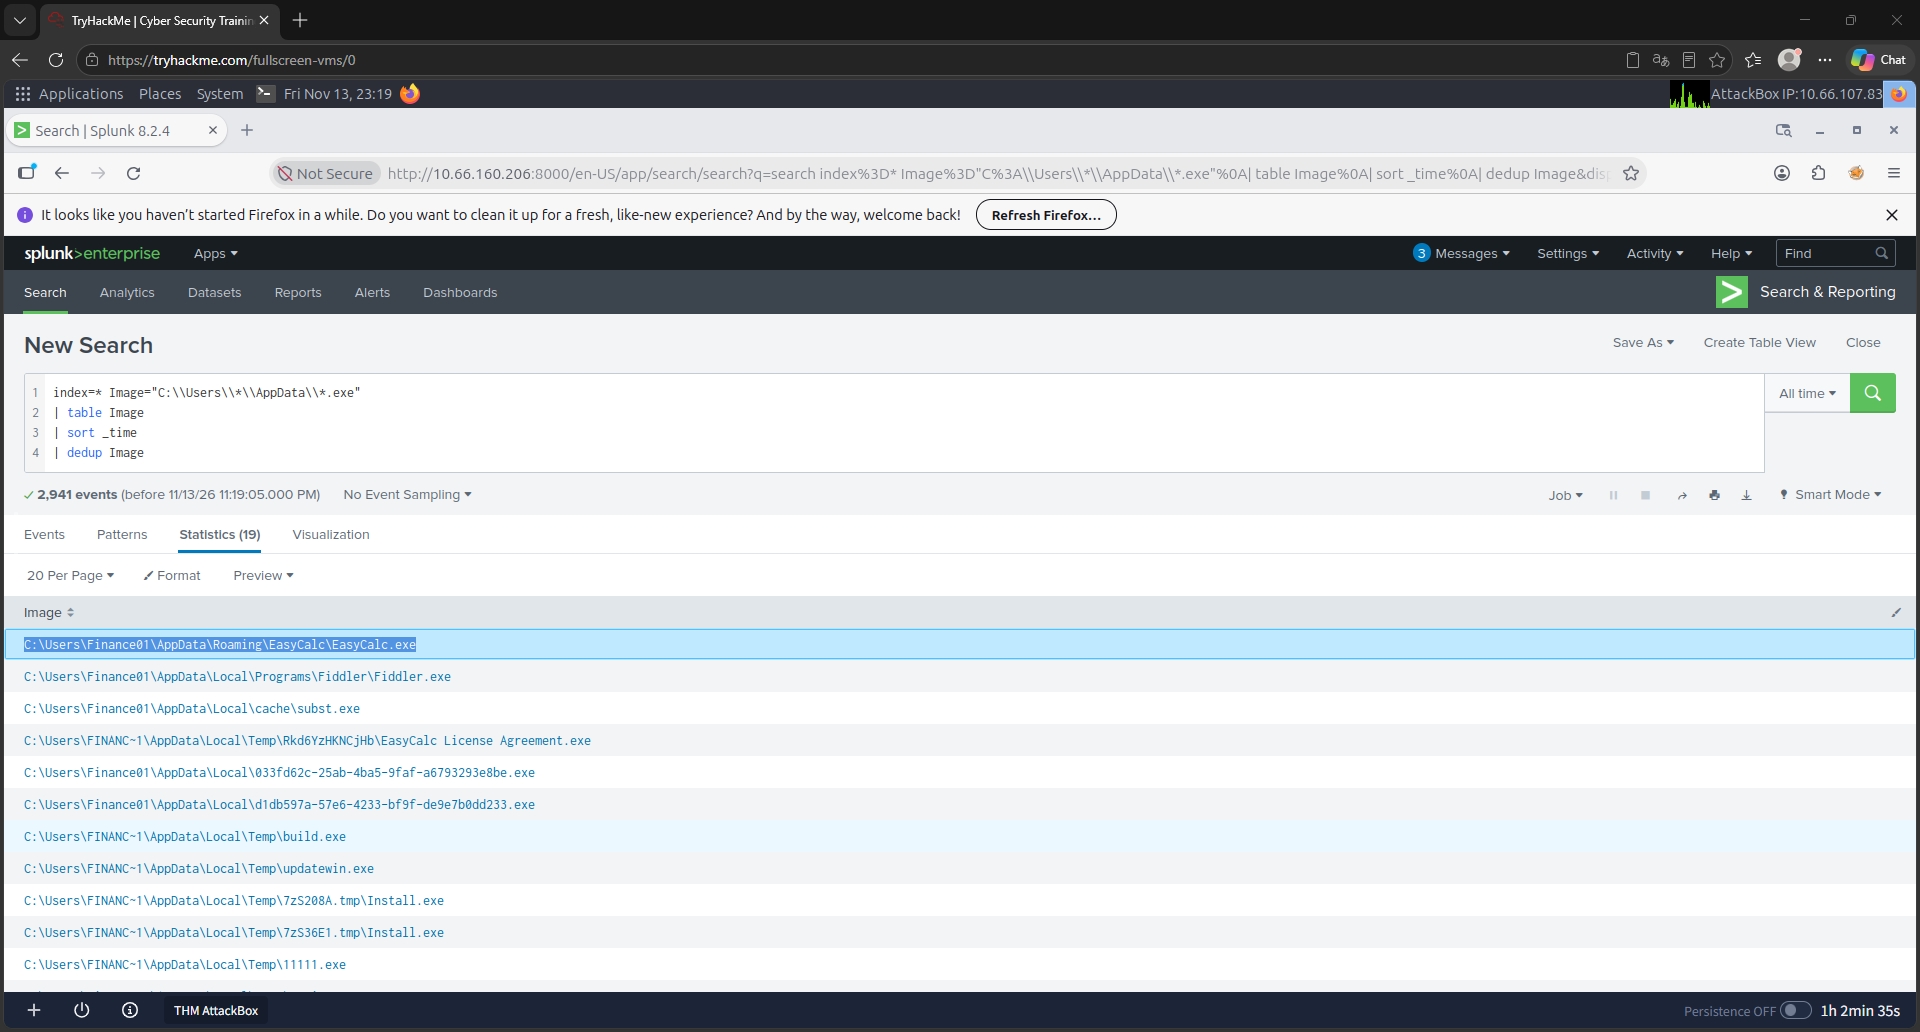 TryHackMe | Cyber Security Trainin
https://tryhackme.com/fullscreen-vms/0
Chat
Applications Places System Fri Nov 13, 23:19 AttackBox IP:10.66.107.83
Search | Splunk 8.2.4
Not Secure http://10.66.160.206:8000/en-US/app/search/search?q=search index%3D* Image%3D"C%3A\\Users\\*\\AppData\\*.exe"%0A| table Image%0A| sort _time%0A| dedup Image&disp
It looks like you haven't started Firefox in a while. Do you want to clean it up for a fresh, like-new experience? And by the way, welcome back! Refresh Firefox...
splunk>enterprise Apps 3 Messages Settings Activity Help Find
Search Analytics Datasets Reports Alerts Dashboards Search & Reporting
New Search Save As Create Table View Close
1 index=* Image="C:\\Users\\*\\AppData\\*.exe" All time
2 | table Image
3 | sort _time
4 | dedup Image
2,941 events (before 11/13/26 11:19:05.000 PM) No Event Sampling Job Smart Mode
Events Patterns Statistics (19) Visualization
20 Per Page Format Preview
Image
C:\Users\Finance01\AppData\Roaming\EasyCalc\EasyCalc.exe
C:\Users\Finance01\AppData\Local\Programs\Fiddler\Fiddler.exe
C:\Users\Finance01\AppData\Local\cache\subst.exe
C:\Users\FINANC~1\AppData\Local\Temp\Rkd6YzHKNCjHb\EasyCalc License Agreement.exe
C:\Users\Finance01\AppData\Local\033fd62c-25ab-4ba5-9faf-a6793293e8be.exe
C:\Users\Finance01\AppData\Local\d1db597a-57e6-4233-bf9f-de9e7b0dd233.exe
C:\Users\FINANC~1\AppData\Local\Temp\build.exe
C:\Users\FINANC~1\AppData\Local\Temp\updatewin.exe
C:\Users\FINANC~1\AppData\Local\Temp\7zS208A.tmp\Install.exe
C:\Users\FINANC~1\AppData\Local\Temp\7zS36E1.tmp\Install.exe
C:\Users\FINANC~1\AppData\Local\Temp\11111.exe
THM AttackBox Persistence OFF 1h 2min 35s